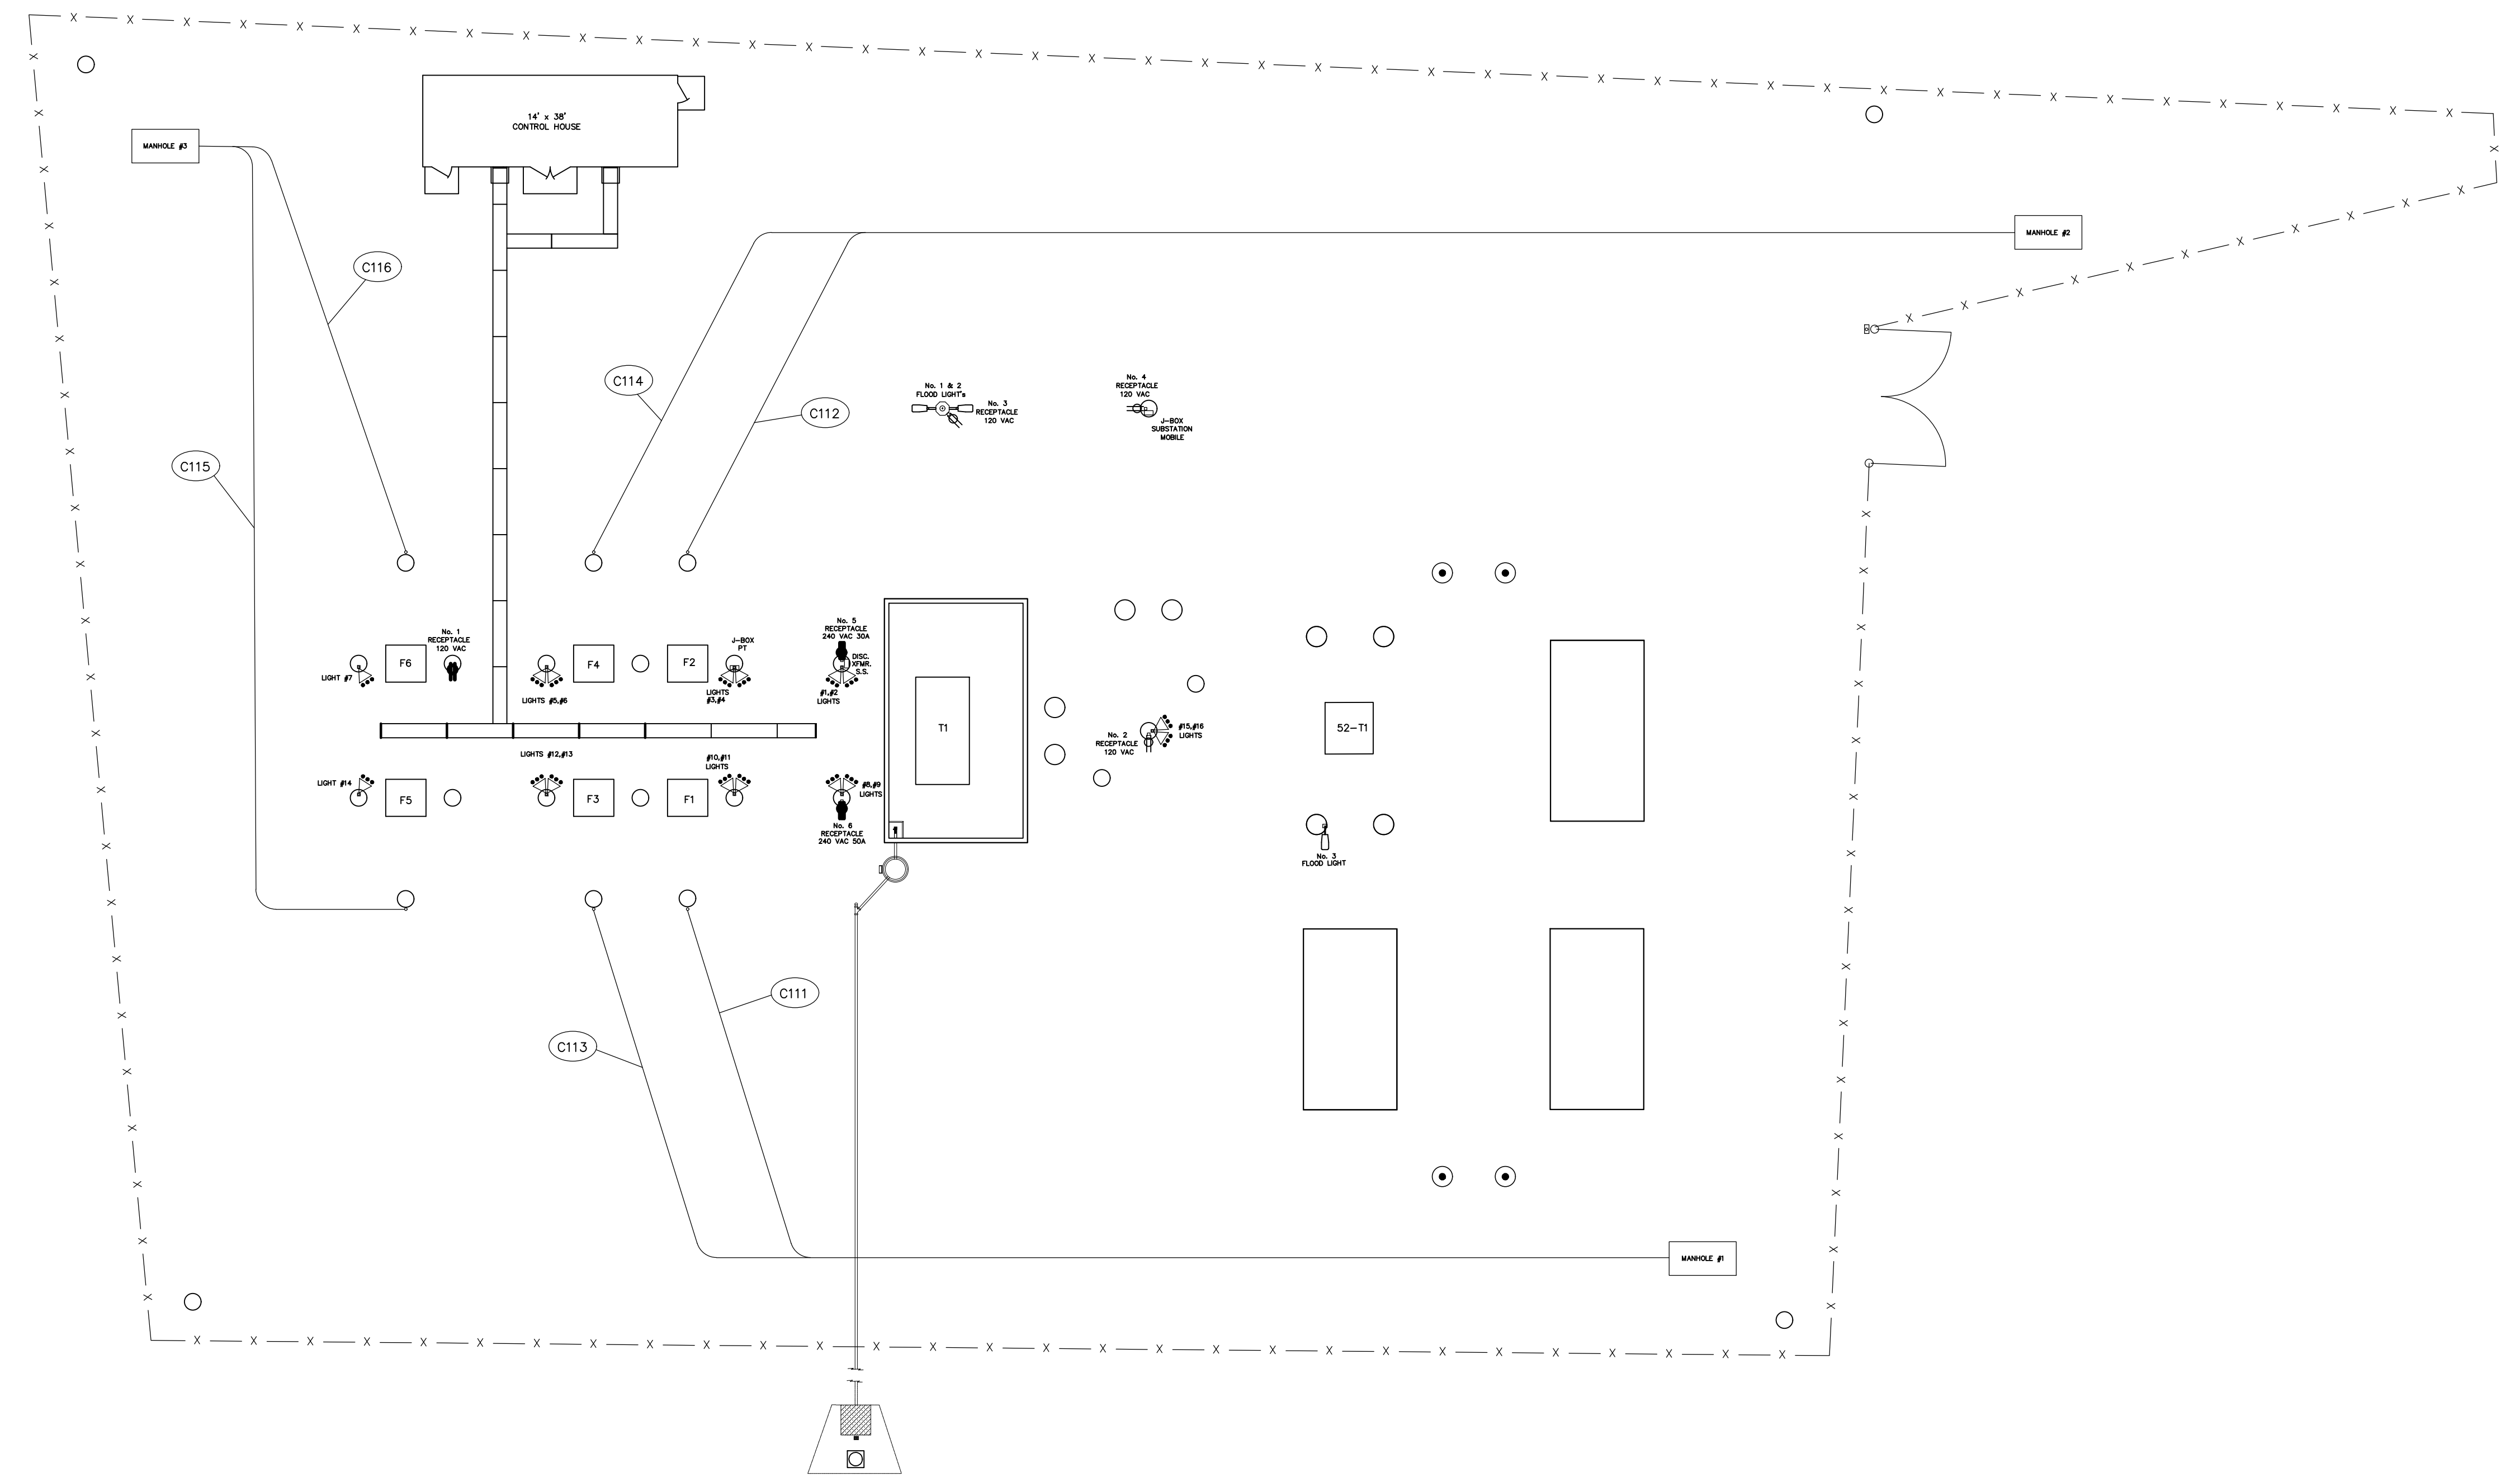 14' x 38'
CONTROL HOUSE
MANHOLE #3
MANHOLE #2
C116
C114
C112
C115
No. 1 & 2
FLOOD LIGHT's
No. 3
RECEPTACLE
120 VAC
No. 4
RECEPTACLE
120 VAC
J-BOX
SUBSTATION
MOBILE
No. 1
RECEPTACLE
120 VAC
F6
LIGHT #7
F4
LIGHTS #5,#6
F2
J-BOX
PT
LIGHTS
#3,#4
No. 5
RECEPTACLE
240 VAC 30A
DISC.
XFMR.
S.S.
#1,#2
LIGHTS
T1
No. 2
RECEPTACLE
120 VAC
#15,#16
LIGHTS
52-T1
LIGHT #14
F5
LIGHTS #12,#13
F3
#10,#11
LIGHTS
F1
#8,#9
LIGHTS
No. 6
RECEPTACLE
240 VAC 50A
No. 3
FLOOD LIGHT
C111
C113
MANHOLE #1